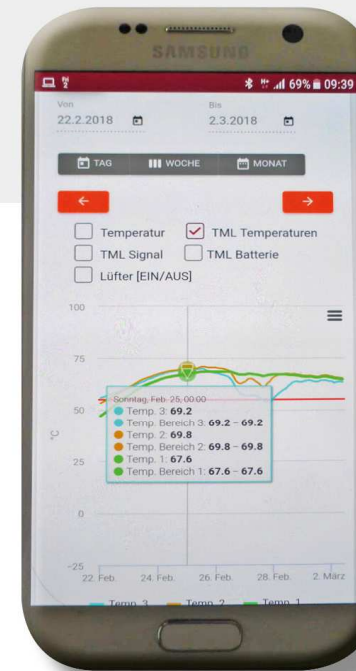 SAMSUNG
69% 09:39
Von
Bis
22.2.2018
2.3.2018
TAG
WOCHE
MONAT
Temperatur
TML Temperaturen
TML Signal
TML Batterie
Lüfter [EIN/AUS]
100
75
50
°C
25
0
-25
Sonntag, Feb. 25, 00:00
Temp. 3: 69.2
Temp. Bereich 3: 69.2 – 69.2
Temp. 2: 69.8
Temp. Bereich 2: 69.8 – 69.8
Temp. 1: 67.6
Temp. Bereich 1: 67.6 – 67.6
22. Feb.
24. Feb.
26. Feb.
28. Feb.
2. März
Temp. 3
Temp. 2
Temp. 1